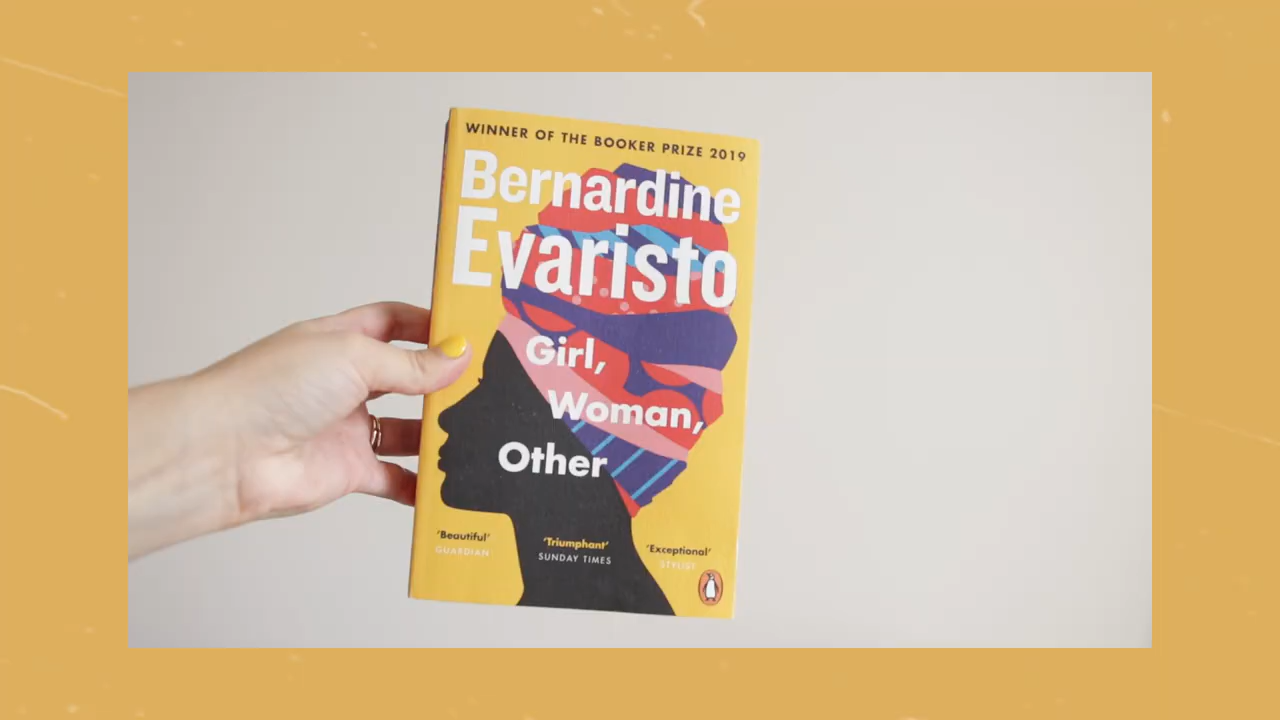 WINNER OF THE BOOKER PRIZE 2019
Bernardine
Evaristo
Girl,
Woman,
Other
‘Beautiful’
GUARDIAN
‘Triumphant’
SUNDAY TIMES
‘Exceptional’
STYLIST